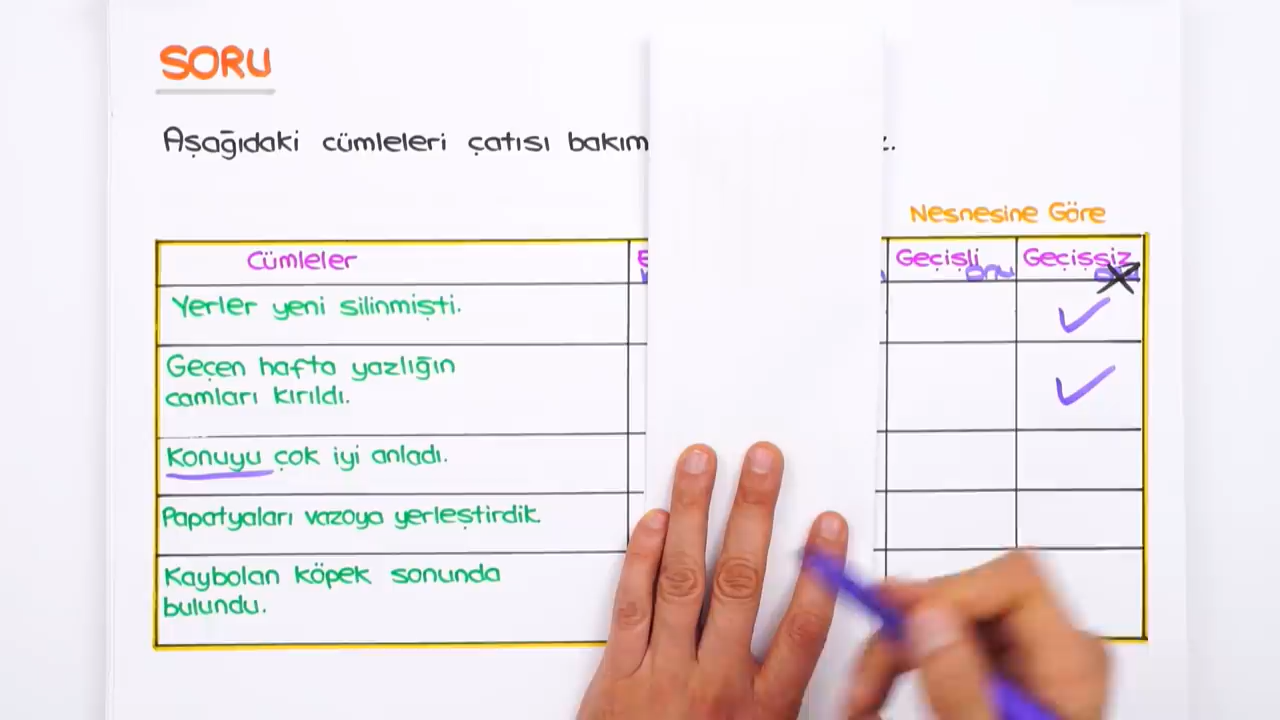 SORU
Aşağıdaki cümleleri çatısı bakım
Nesnesine Göre
Cümleler
Geçişli
Geçişsiz
onu
Yerler yeni silinmişti.
Geçen hafta yazlığın
camları kırıldı.
Konuyu çok iyi anladı.
Papatyaları vazoya yerleştirdik.
Kaybolan köpek sonunda
bulundu.